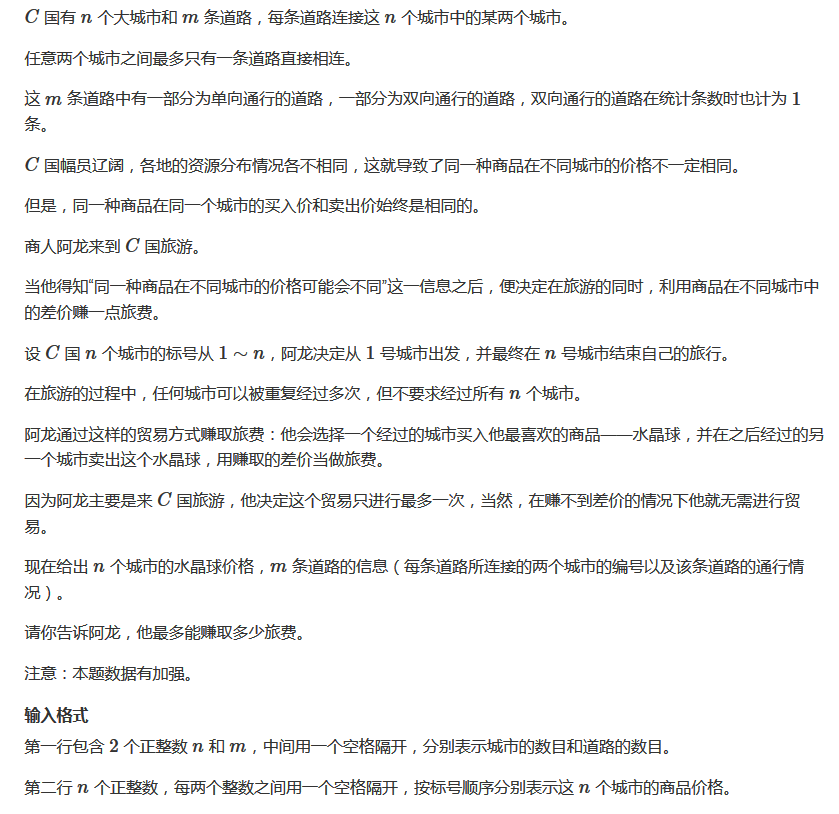 C 国有 n 个大城市和 m 条道路，每条道路连接这 n 个城市中的某两个城市。
任意两个城市之间最多只有一条道路直接相连。
这 m 条道路中有一部分为单向通行的道路，一部分为双向通行的道路，双向通行的道路在统计条数时也计为 1
条。
C 国幅员辽阔，各地的资源分布情况各不相同，这就导致了同一种商品在不同城市的价格不一定相同。
但是，同一种商品在同一个城市的买入价和卖出价始终是相同的。
商人阿龙来到 C 国旅游。
当他得知“同一种商品在不同城市的价格可能会不同”这一信息之后，便决定在旅游的同时，利用商品在不同城市中
的差价赚一点旅费。
设 C 国 n 个城市的标号从 1 ∼ n，阿龙决定从 1 号城市出发，并最终在 n 号城市结束自己的旅行。
在旅游的过程中，任何城市可以被重复经过多次，但不要求经过所有 n 个城市。
阿龙通过这样的贸易方式赚取旅费：他会选择一个经过的城市买入他最喜欢的商品——水晶球，并在之后经过的另
一个城市卖出这个水晶球，用赚取的差价当做旅费。
因为阿龙主要是来 C 国旅游，他决定这个贸易只进行最多一次，当然，在赚不到差价的情况下他就无需进行贸
易。
现在给出 n 个城市的水晶球价格，m 条道路的信息（每条道路所连接的两个城市的编号以及该条道路的通行情
况）。
请你告诉阿龙，他最多能赚取多少旅费。
注意：本题数据有加强。
输入格式
第一行包含 2 个正整数 n 和 m，中间用一个空格隔开，分别表示城市的数目和道路的数目。
第二行 n 个正整数，每两个整数之间用一个空格隔开，按标号顺序分别表示这 n 个城市的商品价格。